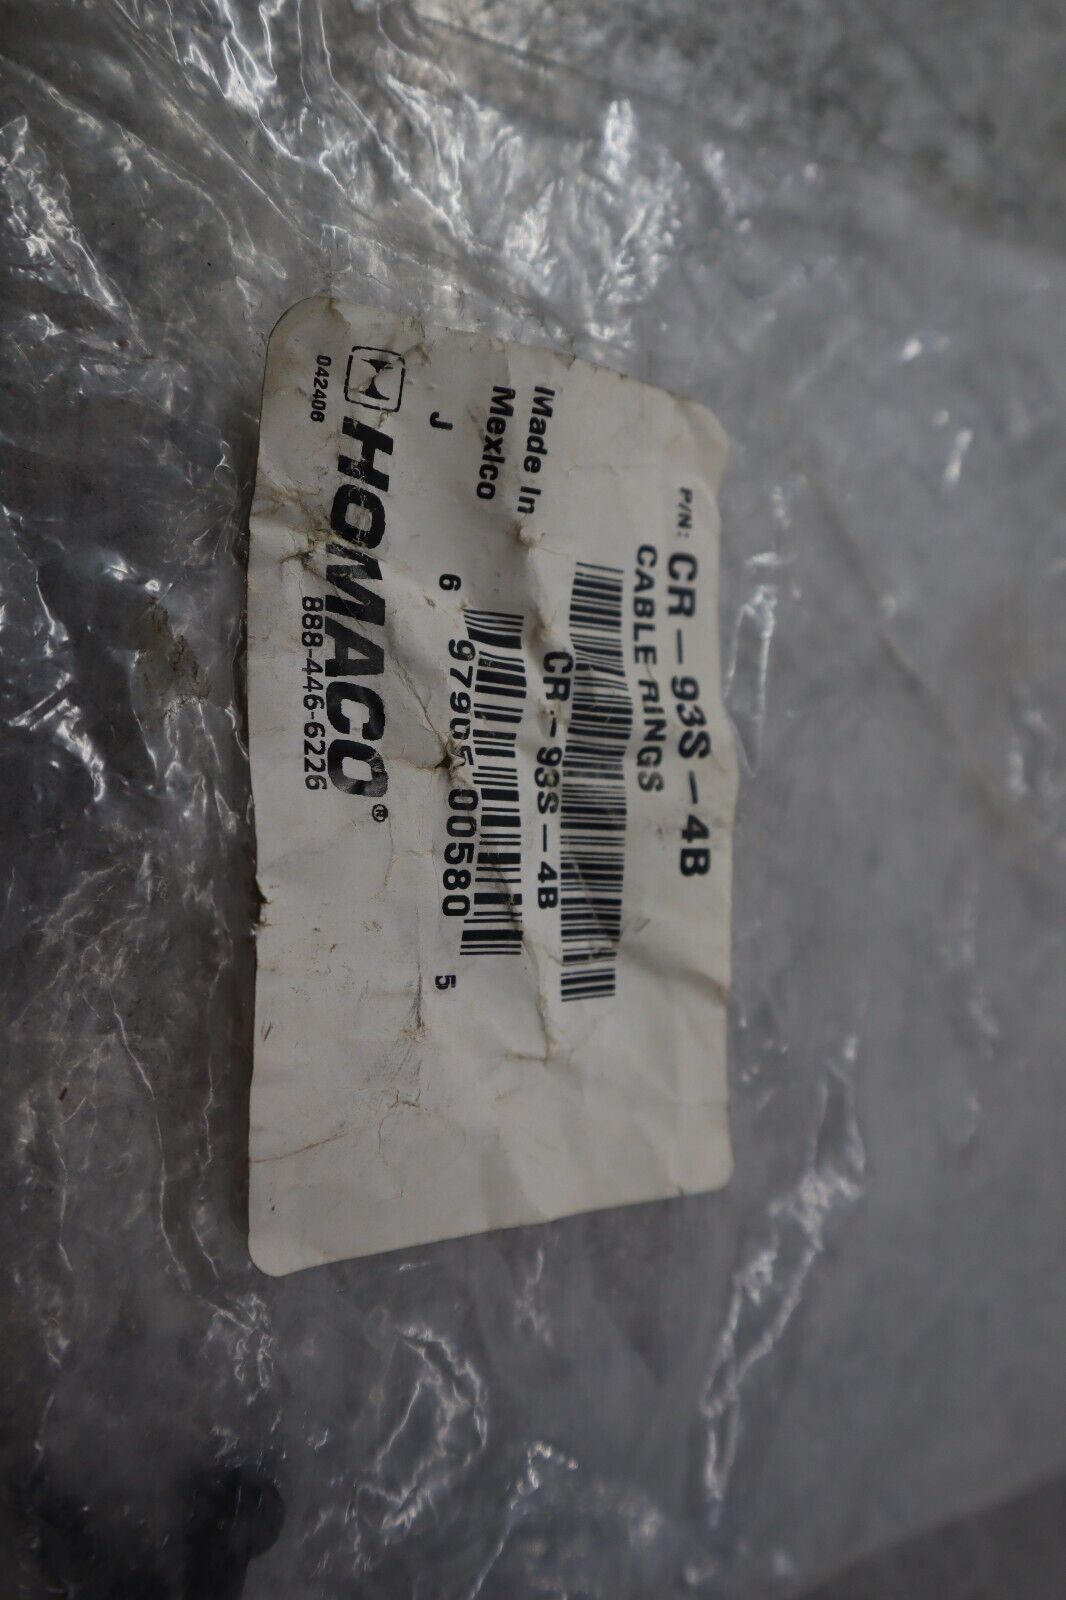 P/N: CR-93S-4B
CABLE RINGS
Made In
Mexico
CR-93S-4B
J
6 97905 00580 5
HOMACO®
042406
888-446-6226